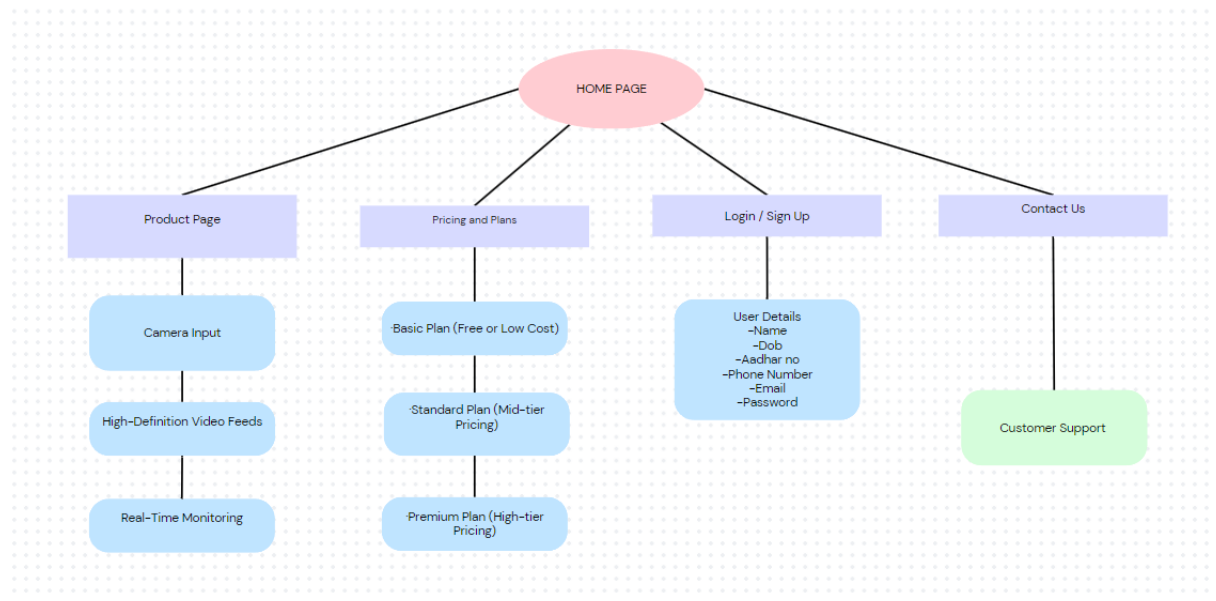 HOME PAGE
Product Page
Pricing and Plans
Login / Sign Up
Contact Us
Camera Input
High-Definition Video Feeds
Real-Time Monitoring
·Basic Plan (Free or Low Cost)
·Standard Plan (Mid-tier
Pricing)
·Premium Plan (High-tier
Pricing)
User Details
-Name
-Dob
-Aadhar no
-Phone Number
-Email
-Password
Customer Support